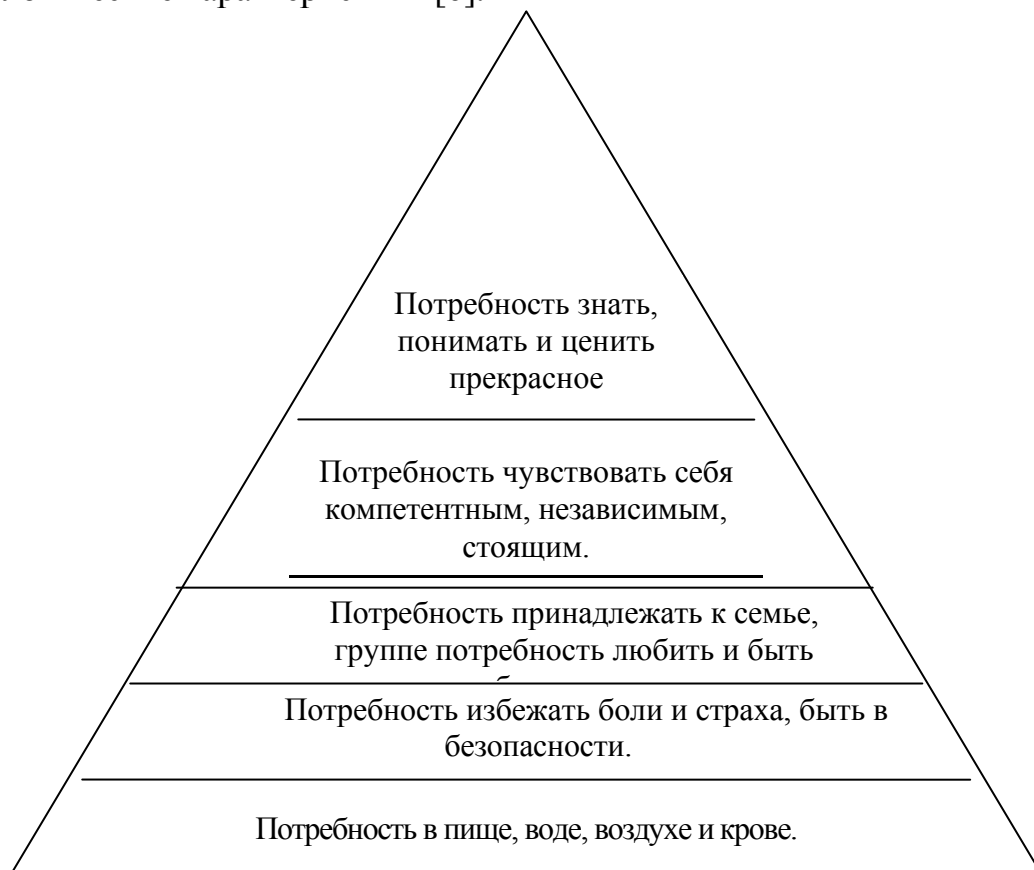 Потребность знать,
понимать и ценить
прекрасное
Потребность чувствовать себя
компетентным, независимым,
стоящим.
Потребность принадлежать к семье,
группе потребность любить и быть
Потребность избежать боли и страха, быть в
безопасности.
Потребность в пище, воде, воздухе и крове.